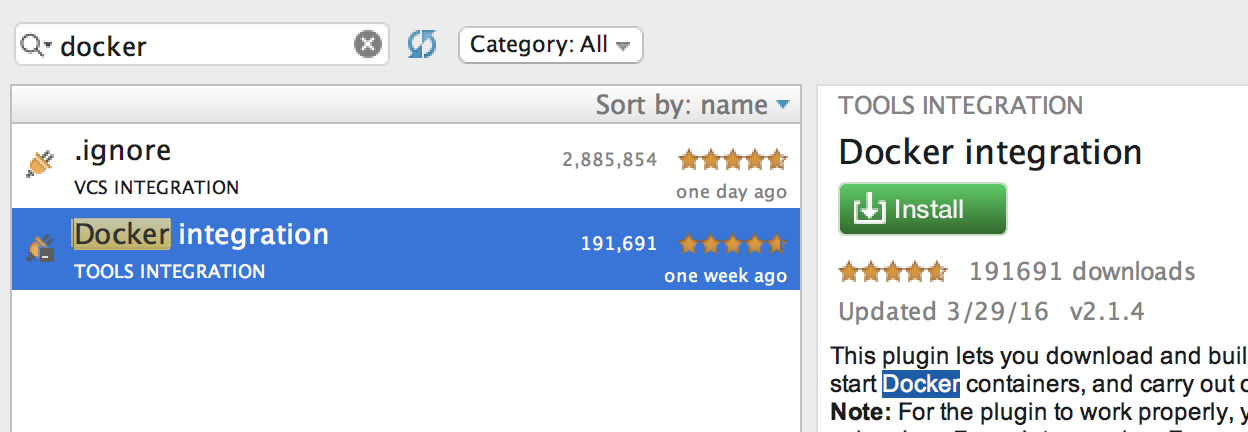 docker
Category: All
Sort by: name
.ignore
2,885,854
VCS INTEGRATION
one day ago
Docker integration
191,691
TOOLS INTEGRATION
one week ago
TOOLS INTEGRATION
Docker integration
Install
191691 downloads
Updated 3/29/16 v2.1.4
This plugin lets you download and buil
start Docker containers, and carry out
Note: For the plugin to work properly, y